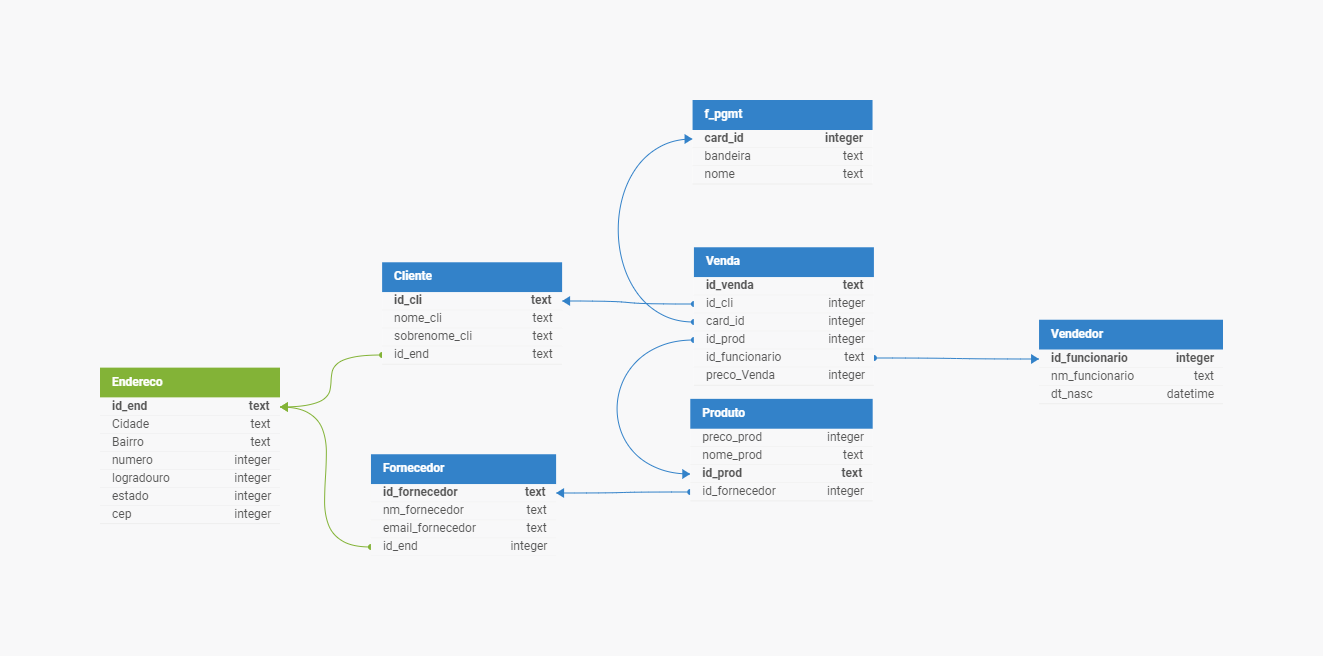 f_pgmt
card_id integer
bandeira text
nome text
Venda
id_venda text
id_cli integer
card_id integer
id_prod integer
id_funcionario text
preco_Venda integer
Cliente
id_cli text
nome_cli text
sobrenome_cli text
id_end text
Vendedor
id_funcionario integer
nm_funcionario text
dt_nasc datetime
Endereco
id_end text
Cidade text
Bairro text
numero integer
logradouro integer
estado integer
cep integer
Produto
preco_prod integer
nome_prod text
id_prod text
id_fornecedor integer
Fornecedor
id_fornecedor text
nm_fornecedor text
email_fornecedor text
id_end integer